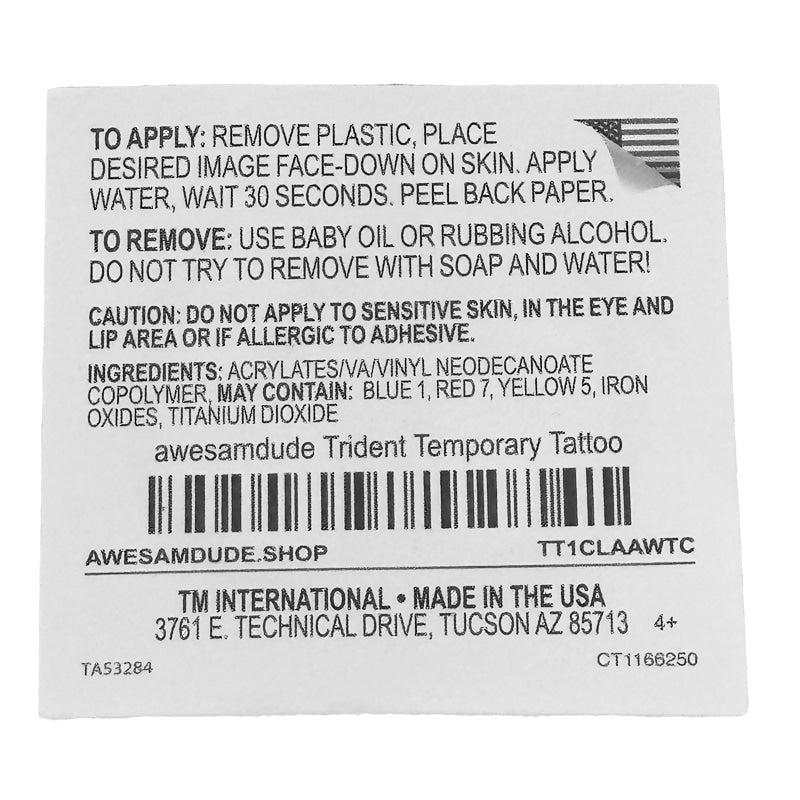 TO APPLY: REMOVE PLASTIC, PLACE
DESIRED IMAGE FACE-DOWN ON SKIN. APPLY
WATER, WAIT 30 SECONDS. PEEL BACK PAPER.
TO REMOVE: USE BABY OIL OR RUBBING ALCOHOL.
DO NOT TRY TO REMOVE WITH SOAP AND WATER!
CAUTION: DO NOT APPLY TO SENSITIVE SKIN, IN THE EYE AND
LIP AREA OR IF ALLERGIC TO ADHESIVE.
INGREDIENTS: ACRYLATES/VA/VINYL NEODECANOATE
COPOLYMER, MAY CONTAIN: BLUE 1, RED 7, YELLOW 5, IRON
OXIDES, TITANIUM DIOXIDE
awesamdude Trident Temporary Tattoo
AWESAMDUDE.SHOP TT1CLAAWTC
TM INTERNATIONAL • MADE IN THE USA
3761 E. TECHNICAL DRIVE, TUCSON AZ 85713 4+
TA53284 CT1166250